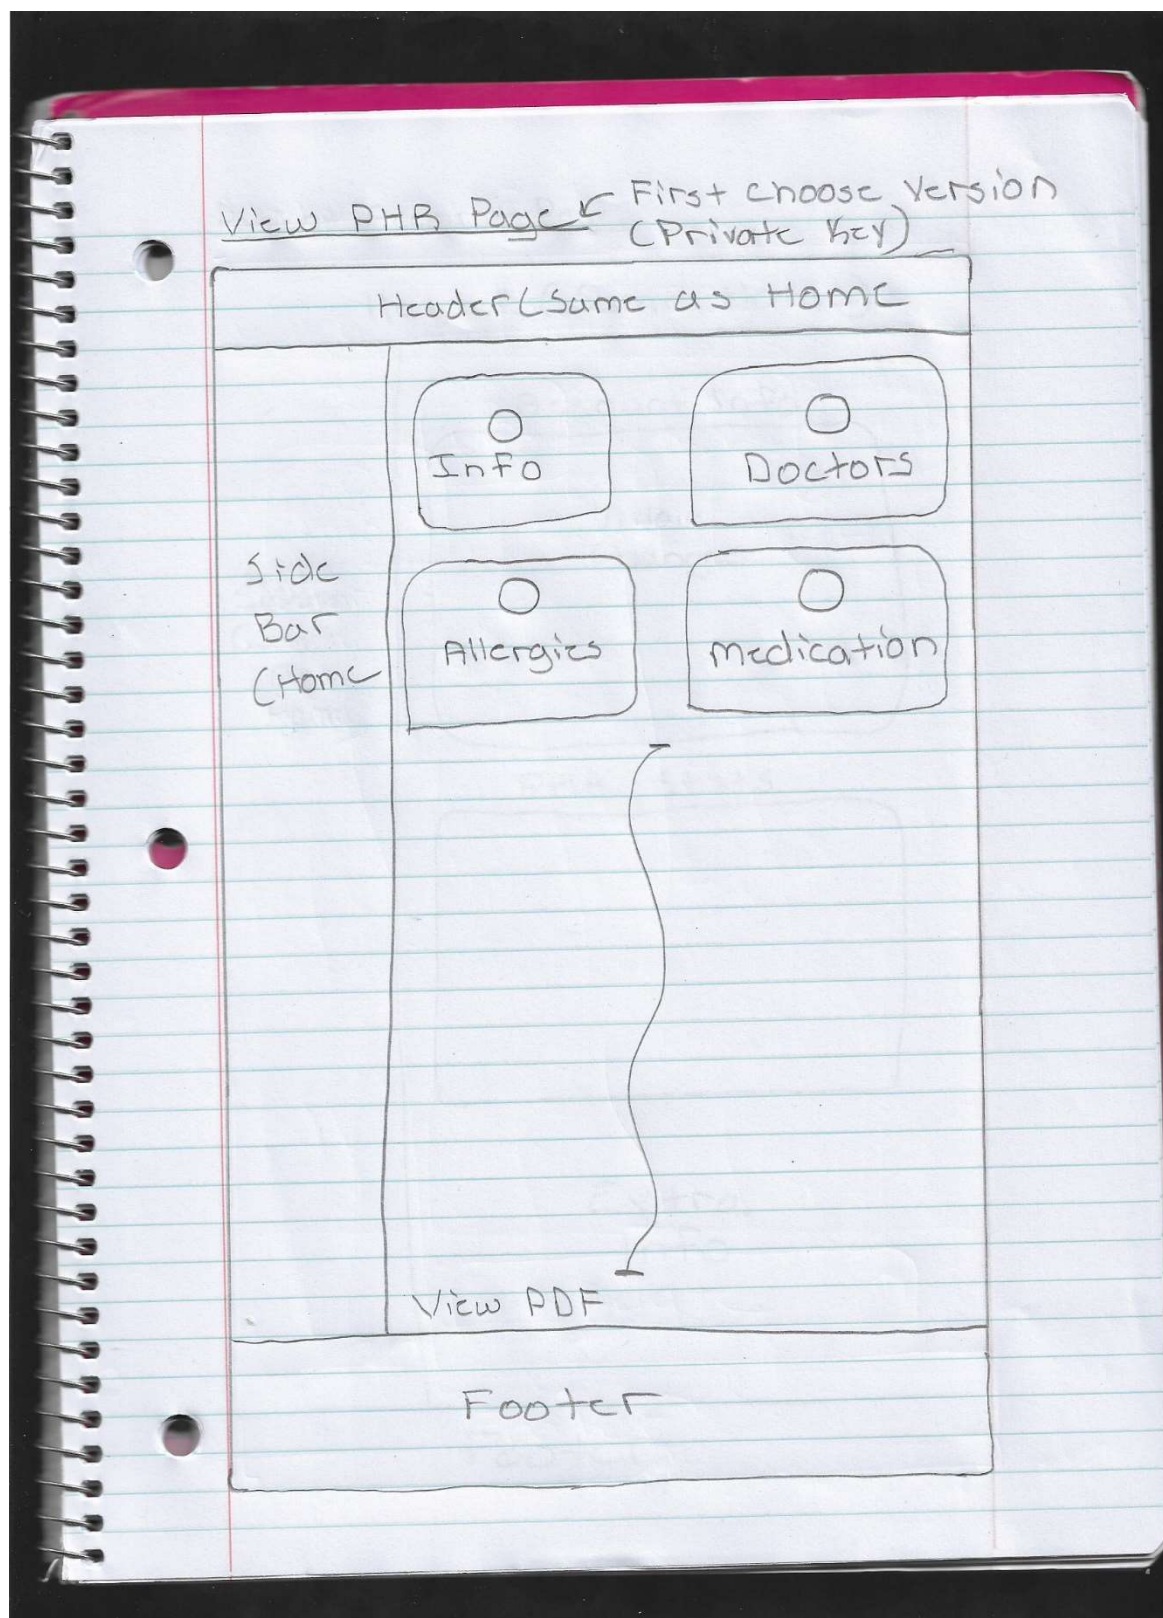 View PHR Page
First choose Version
(Private Key)
Header (Same as Home
Info
Doctors
Side
Bar
(Home
Allergies
Medication
View PDF
Footer